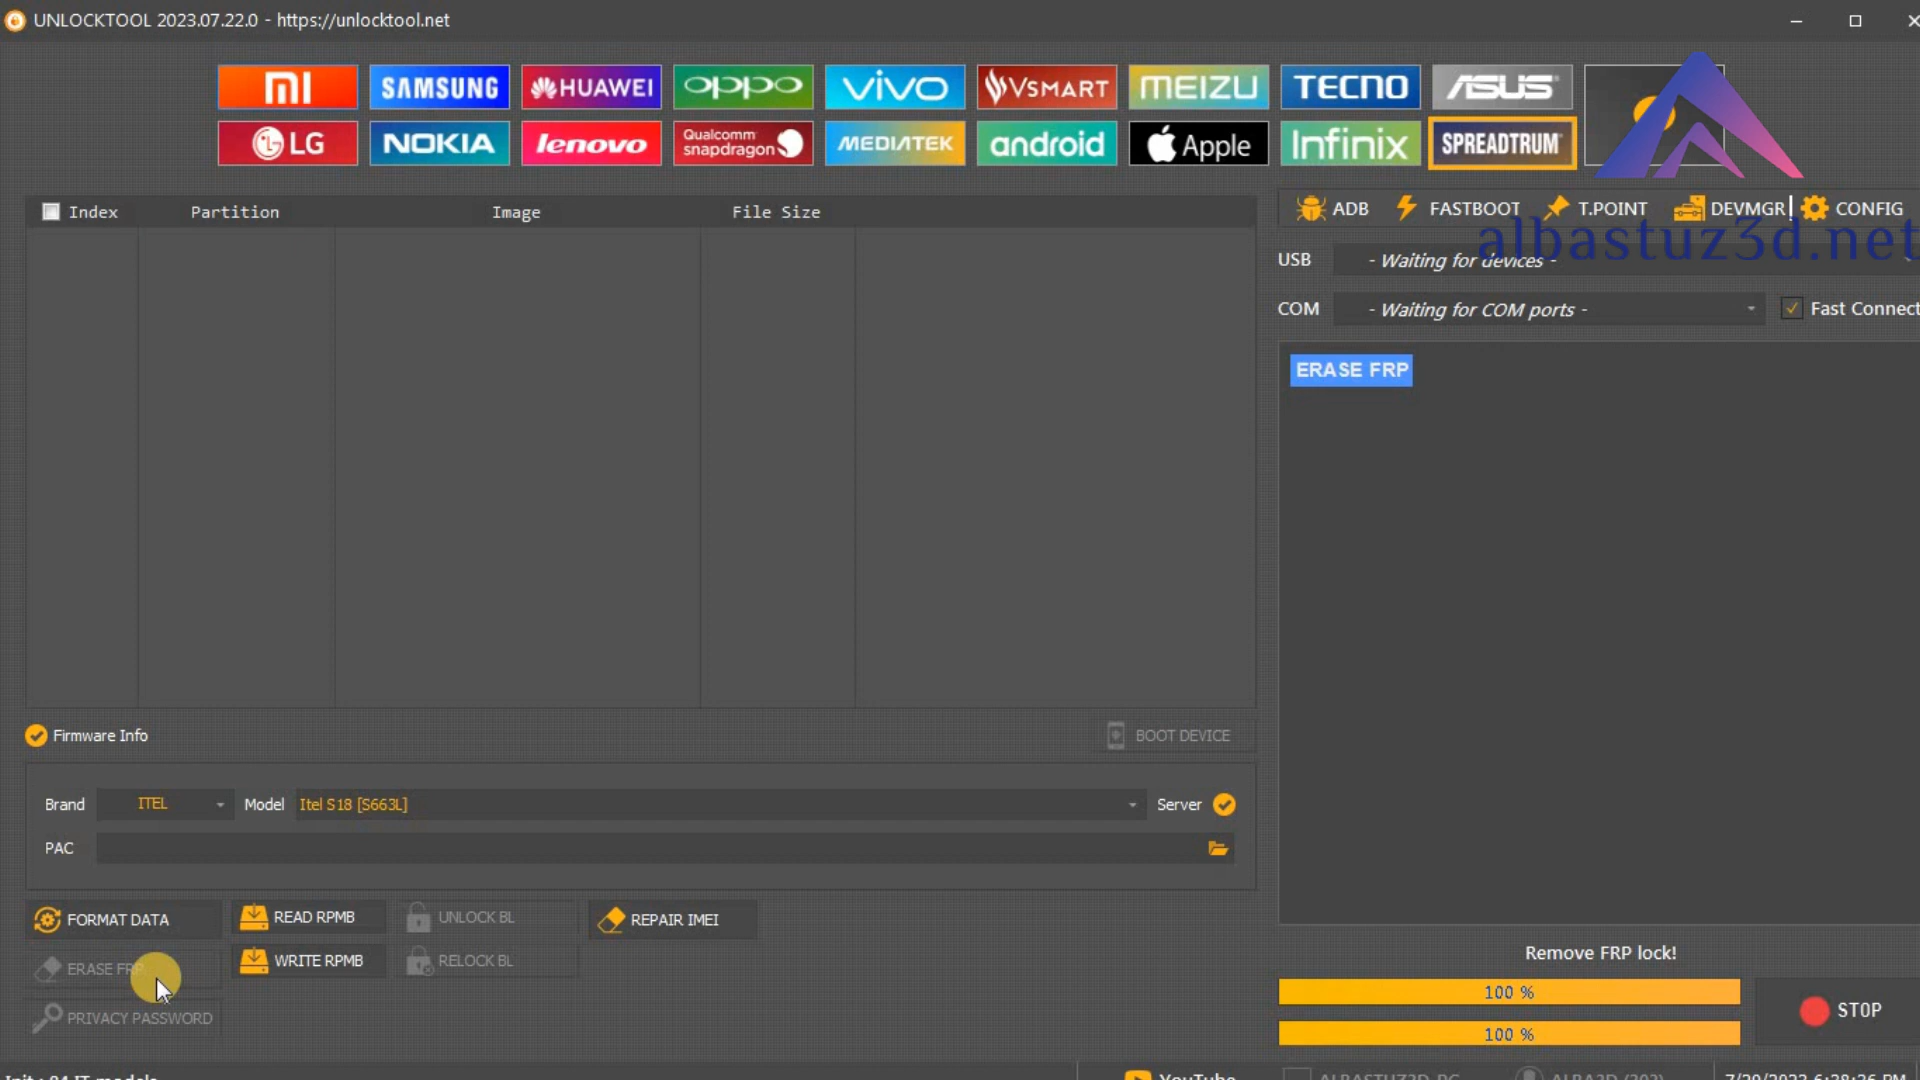 UNLOCKTOOL 2023.07.22.0 - https://unlocktool.net
MI SAMSUNG HUAWEI oppo vivo VSMART MEIZU TECNO ASUS
LG NOKIA lenovo Qualcomm snapdragon MEDIATEK android Apple Infinix SPREADTRUM
Index Partition Image File Size
ADB FASTBOOT T.POINT DEVMGR CONFIG
albastuz3d.net
USB - Waiting for devices -
COM - Waiting for COM ports - Fast Connect
ERASE FRP
Firmware Info BOOT DEVICE
Brand ITEL Model Itel S18 [S663L] Server
PAC
FORMAT DATA READ RPMB UNLOCK BL REPAIR IMEI
ERASE FRP WRITE RPMB RELOCK BL
PRIVACY PASSWORD
Remove FRP lock!
100 %
100 %
STOP
YouTube